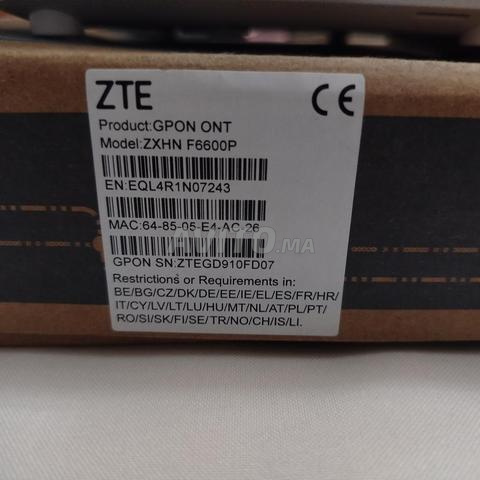 ZTE
CE
Product:GPON ONT
Model:ZXHN F6600P
EN:EQL4R1N07243
MAC:64-85-05-E4-AC-26
AVITO.MA
GPON SN:ZTEGD910FD07
Restrictions or Requirements in:
BE/BG/CZ/DK/DE/EE/IE/EL/ES/FR/HR/
IT/CY/LV/LT/LU/HU/MT/NL/AT/PL/PT/
RO/SI/SK/FI/SE/TR/NO/CH/IS/LI.